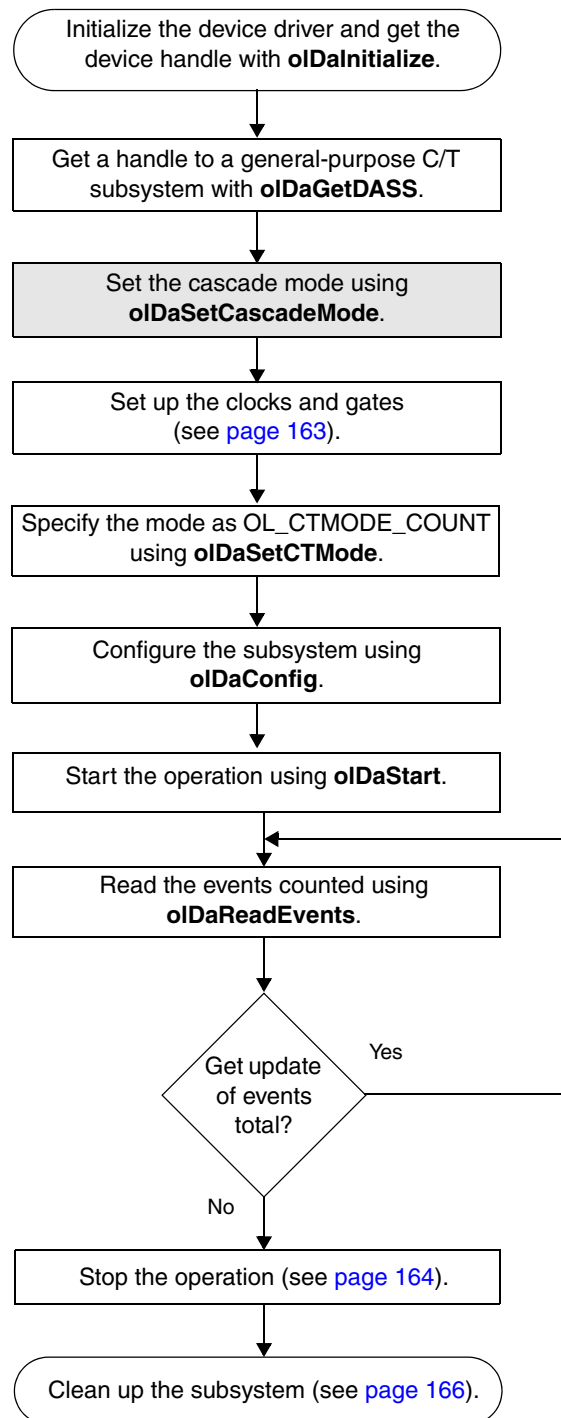 Initialize the device driver and get the
device handle with olDaInitialize.
Get a handle to a general-purpose C/T
subsystem with olDaGetDASS.
Set the cascade mode using
olDaSetCascadeMode.
Set up the clocks and gates
(see page 163).
Specify the mode as OL_CTMODE_COUNT
using olDaSetCTMode.
Configure the subsystem using
olDaConfig.
Start the operation using olDaStart.
Read the events counted using
olDaReadEvents.
Get update
of events
total?
Yes
No
Stop the operation (see page 164).
Clean up the subsystem (see page 166).